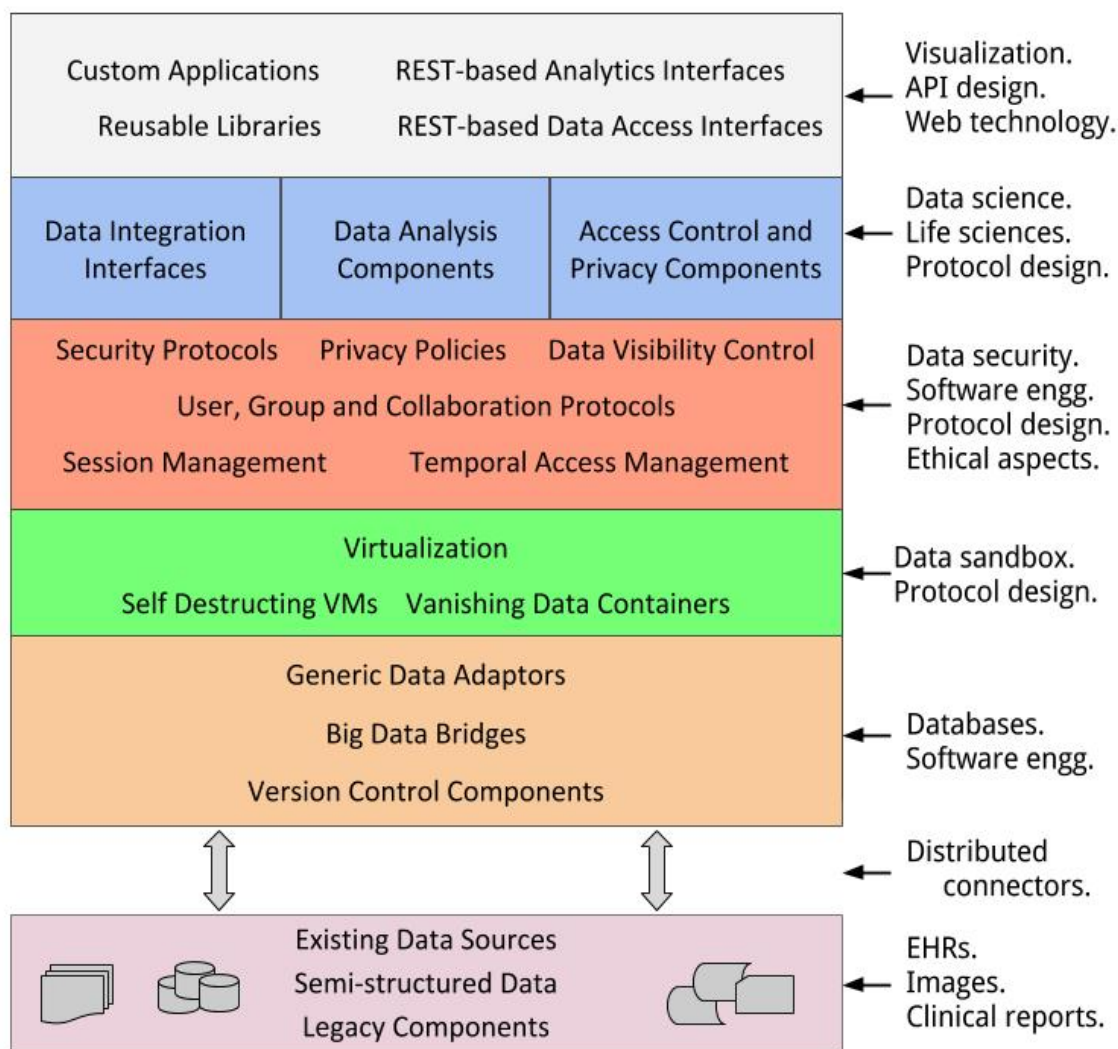 Custom Applications
REST-based Analytics Interfaces
Reusable Libraries
REST-based Data Access Interfaces
Visualization.
API design.
Web technology.
Data Integration
Interfaces
Data Analysis
Components
Access Control and
Privacy Components
Data science.
Life sciences.
Protocol design.
Security Protocols
Privacy Policies
Data Visibility Control
User, Group and Collaboration Protocols
Session Management
Temporal Access Management
Data security.
Software engg.
Protocol design.
Ethical aspects.
Virtualization
Self Destructing VMs
Vanishing Data Containers
Data sandbox.
Protocol design.
Generic Data Adaptors
Big Data Bridges
Version Control Components
Databases.
Software engg.
Distributed
connectors.
Existing Data Sources
Semi-structured Data
Legacy Components
EHRs.
Images.
Clinical reports.